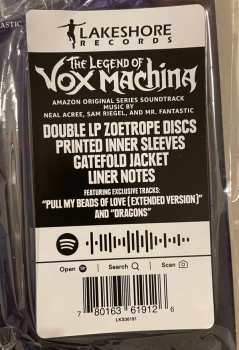 ASTIC
LAKESHORE
RECORDS
THE LEGEND OF
VOX MACHINA
AMAZON ORIGINAL SERIES SOUNDTRACK
MUSIC BY
NEAL ACREE, SAM RIEGEL, AND MR. FANTASTIC
DOUBLE LP ZOETROPE DISCS
PRINTED INNER SLEEVES
GATEFOLD JACKET
LINER NOTES
FEATURING EXCLUSIVE TRACKS:
"PULL MY BEADS OF LOVE (EXTENDED VERSION)"
AND "DRAGONS"
Open Search Scan
7 80163 61912 6
LKS36191